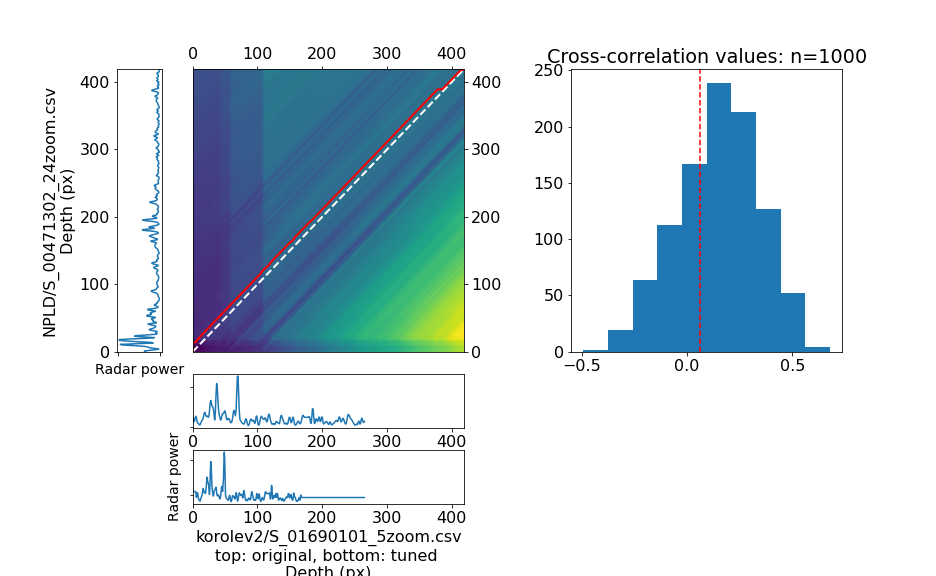 Cross-correlation values: n=1000
0 100 200 300 400
NPLD/S_00471302_24zoom.csv
Depth (px)
400
300
200
100
0
Radar power
400
300
200
100
0
250
200
150
100
50
0
−0.5 0.0 0.5
0 100 200 300 400
0 100 200 300 400
Radar power
korolev2/S_01690101_5zoom.csv
top: original, bottom: tuned
Depth (px)